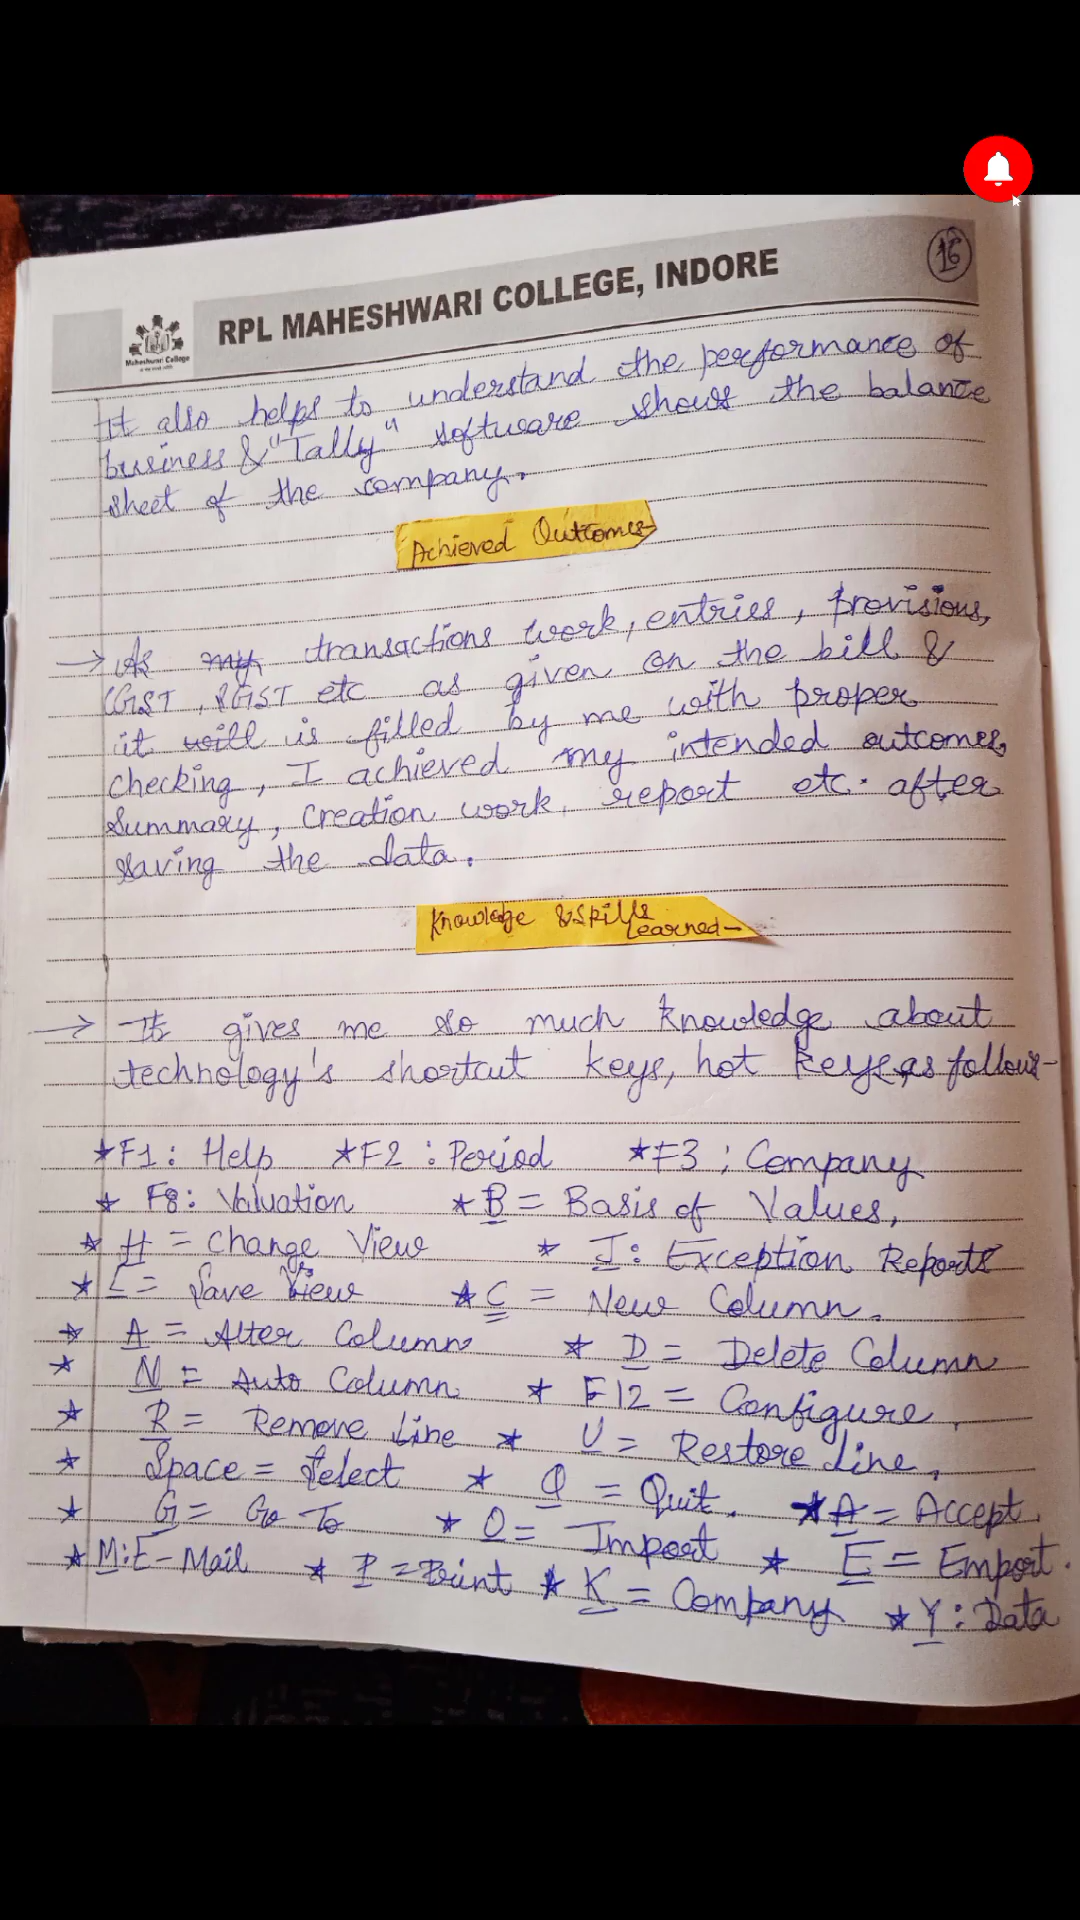 16
RPL MAHESHWARI COLLEGE, INDORE
Maheshwari College
It also helps to understand the performance of
business & "Tally" software shows the balance
sheet of the company.
Achieved Outcomes
→ As my transactions work, entries, provisions,
CGST, SGST etc as given on the bill &
it will is filled by me with proper
checking, I achieved my intended outcomes,
Summary, Creation work, report etc. after
saving the data.
Knowledge & Skills
Learned-
→ It gives me so much knowledge about
technology's shortcut keys, hot keys, as follows-
★F1: Help ★F2: Period ★F3: Company
★ F8: Valuation ★ B = Basis of Values,
★ H = Change View ★ J: Exception Reports
★ L = Save View ★ C = New Column.
★ A = Alter Column ★ D = Delete Column
★ N = Auto Column ★ F12 = Configure,
★ R = Remove Line ★ U = Restore Line,
★ Space = Select ★ Q = Quit. ★ A = Accept.
★ G = Go To ★ O = Import ★ E = Emport.
★ M: E-Mail ★ P = Print ★ K = Company ★ Y: Data